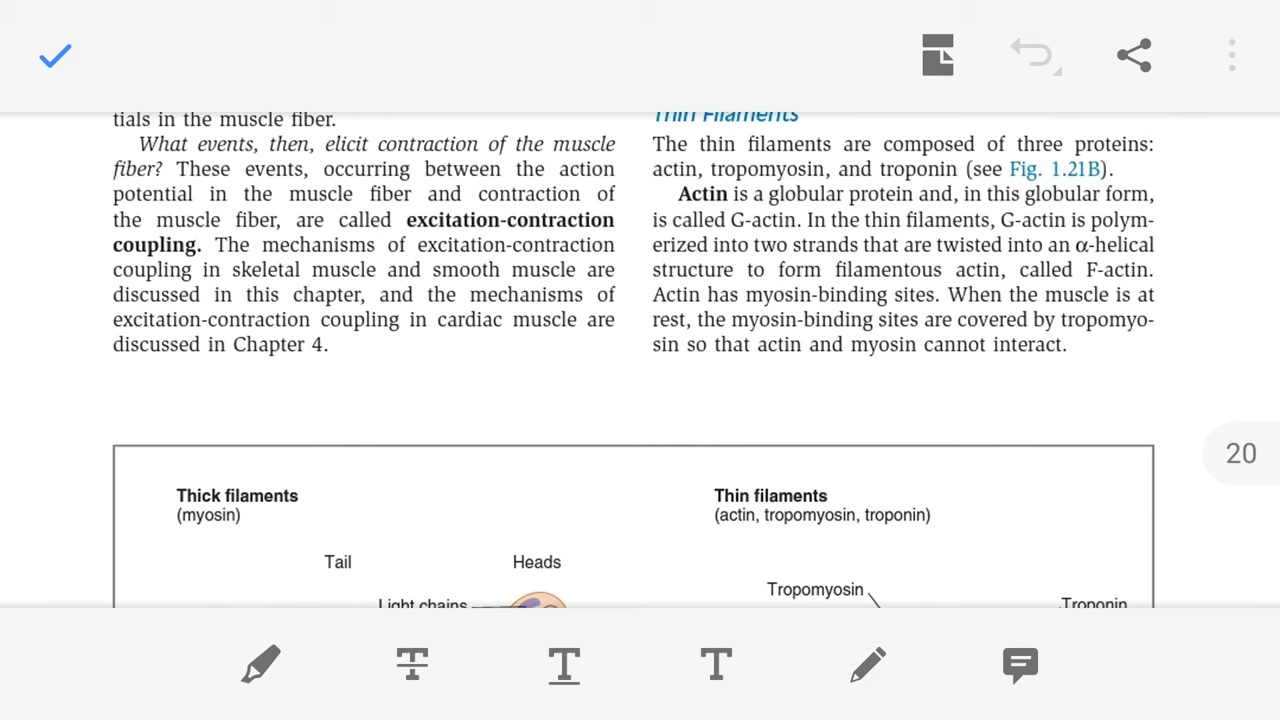 tials in the muscle fiber.
What events, then, elicit contraction of the muscle
fiber? These events, occurring between the action
potential in the muscle fiber and contraction of
the muscle fiber, are called excitation-contraction
coupling. The mechanisms of excitation-contraction
coupling in skeletal muscle and smooth muscle are
discussed in this chapter, and the mechanisms of
excitation-contraction coupling in cardiac muscle are
discussed in Chapter 4.
Thin Filaments
The thin filaments are composed of three proteins:
actin, tropomyosin, and troponin (see Fig. 1.21B).
Actin is a globular protein and, in this globular form,
is called G-actin. In the thin filaments, G-actin is polym-
erized into two strands that are twisted into an α-helical
structure to form filamentous actin, called F-actin.
Actin has myosin-binding sites. When the muscle is at
rest, the myosin-binding sites are covered by tropomyo-
sin so that actin and myosin cannot interact.
20
Thick filaments
(myosin)
Tail
Heads
Light chains
Thin filaments
(actin, tropomyosin, troponin)
Tropomyosin
Troponin